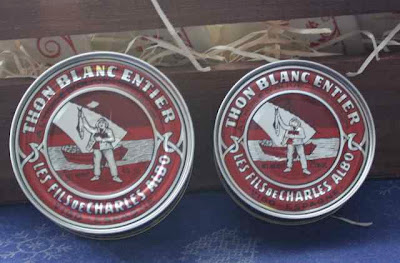 THON BLANC ENTIER
LES FILS DE CHARLES ALBO
THON BLANC ENTIER
LES FILS DE CHARLES ALBO